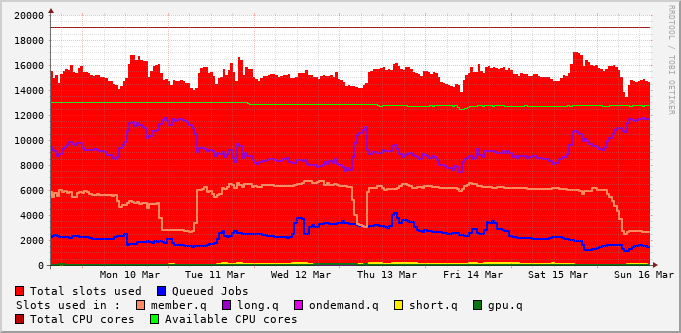 20000
18000
16000
14000
12000
10000
8000
6000
4000
2000
0
Mon 10 Mar Tue 11 Mar Wed 12 Mar Thu 13 Mar Fri 14 Mar Sat 15 Mar Sun 16 Mar
Total slots used Queued Jobs
Slots used in : member.q long.q ondemand.q short.q gpu.q
Total CPU cores Available CPU cores
RRDTOOL / TOBI OETIKER